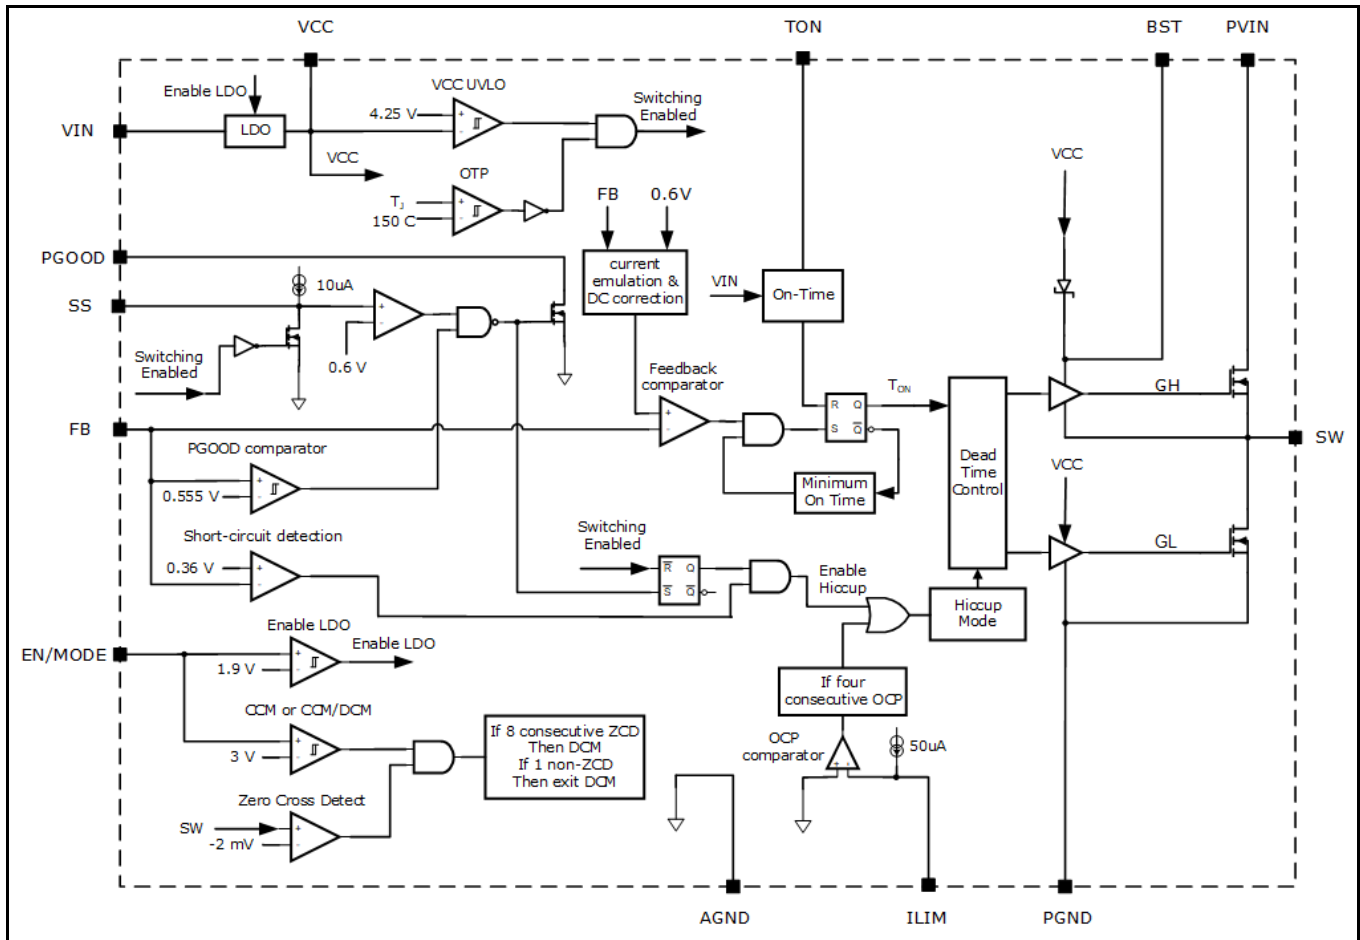 VCC
TON
BST
PVIN
Enable LDO
VCC UVLO
Switching
Enabled
4.25 V
+
-
VIN
LDO
VCC
VCC
OTP
TJ
150 C
+
-
FB
0.6V
PGOOD
current
emulation &
DC correction
VIN
On-Time
10uA
SS
+
-
0.6 V
Switching
Enabled
Feedback
comparator
TON
R
Q
S
Q
GH
+
-
FB
SW
PGOOD comparator
+
0.555 V
-
Minimum
On Time
Dead
Time
Control
VCC
Short-circuit detection
0.36 V
+
-
Switching
Enabled
R
Q
S
Q
GL
Enable
Hiccup
Hiccup
Mode
Enable LDO
EN/MODE
+
1.9 V
-
Enable LDO
If four
consecutive OCP
CCM or CCM/DCM
+
3 V
-
If 8 consecutive ZCD
Then DCM
If 1 non-ZCD
Then exit DCM
OCP
comparator
50uA
+
-
Zero Cross Detect
SW
+
-2 mV
-
AGND
ILIM
PGND